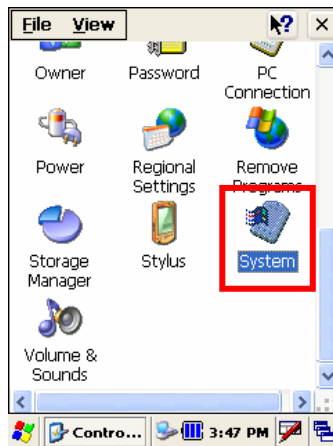 File View
Owner Password PC Connection
Power Regional Settings Remove Programs
Storage Manager Stylus System
Volume & Sounds
Contro... 3:47 PM